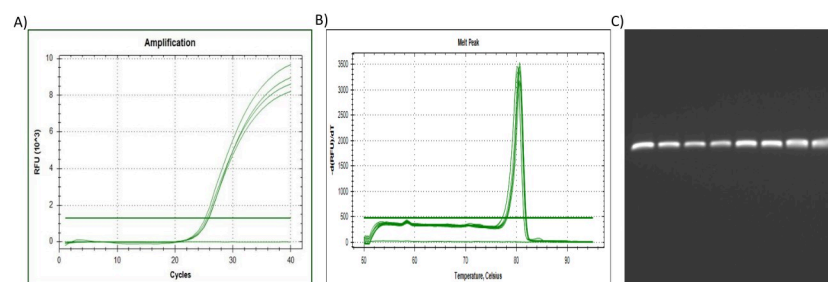 A)
Amplification
RFU (10^3)
10
8
6
4
2
0
0
10
20
30
40
Cycles
B)
Melt Peak
-d(RFU)/dT
3500
3000
2500
2000
1500
1000
500
0
50
60
70
80
90
Temperature, Celsius
C)